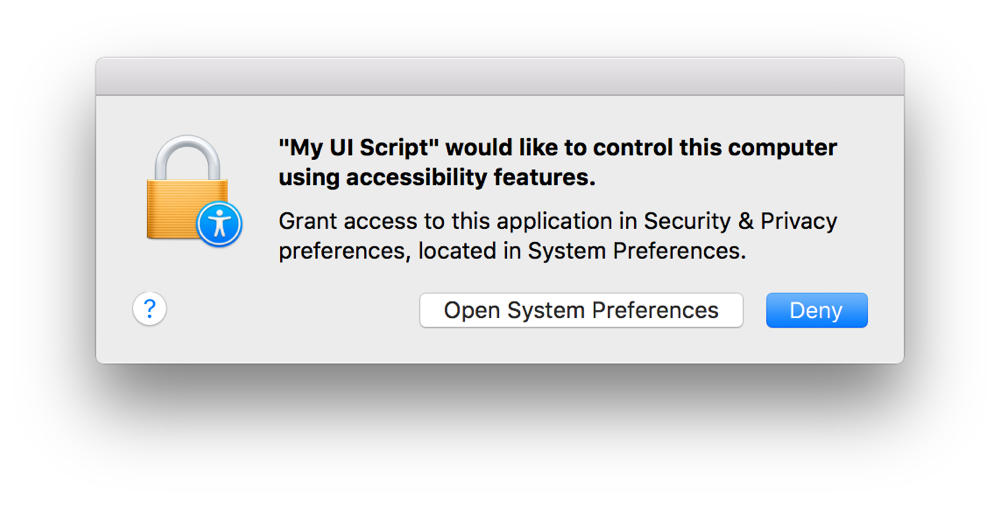 "My UI Script" would like to control this computer
using accessibility features.
Grant access to this application in Security & Privacy
preferences, located in System Preferences.
?
Open System Preferences
Deny